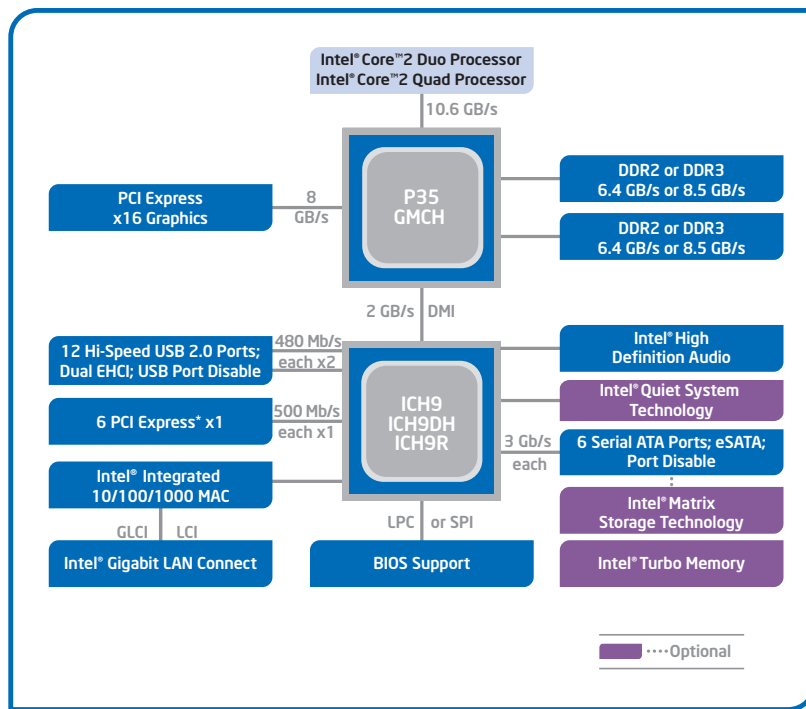 Intel® Core™2 Duo Processor
Intel® Core™2 Quad Processor
10.6 GB/s
P35
GMCH
PCI Express
x16 Graphics
8
GB/s
DDR2 or DDR3
6.4 GB/s or 8.5 GB/s
DDR2 or DDR3
6.4 GB/s or 8.5 GB/s
2 GB/s DMI
12 Hi-Speed USB 2.0 Ports;
Dual EHCI; USB Port Disable
480 Mb/s
each x2
Intel® High
Definition Audio
ICH9
ICH9DH
ICH9R
Intel® Quiet System
Technology
6 PCI Express* x1
500 Mb/s
each x1
3 Gb/s
each
6 Serial ATA Ports; eSATA;
Port Disable
Intel® Integrated
10/100/1000 MAC
Intel® Matrix
Storage Technology
GLCI LCI
LPC or SPI
Intel® Gigabit LAN Connect
BIOS Support
Intel® Turbo Memory
Optional